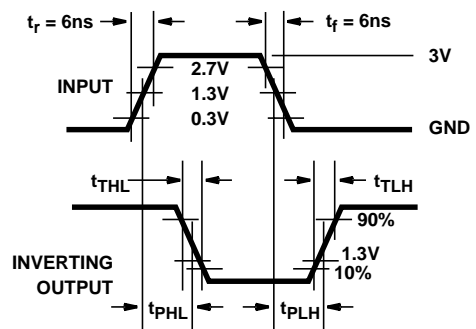 tr = 6ns
tf = 6ns
3V
INPUT
2.7V
1.3V
0.3V
GND
tTHL
tTLH
90%
1.3V
10%
INVERTING
OUTPUT
tPHL
tPLH